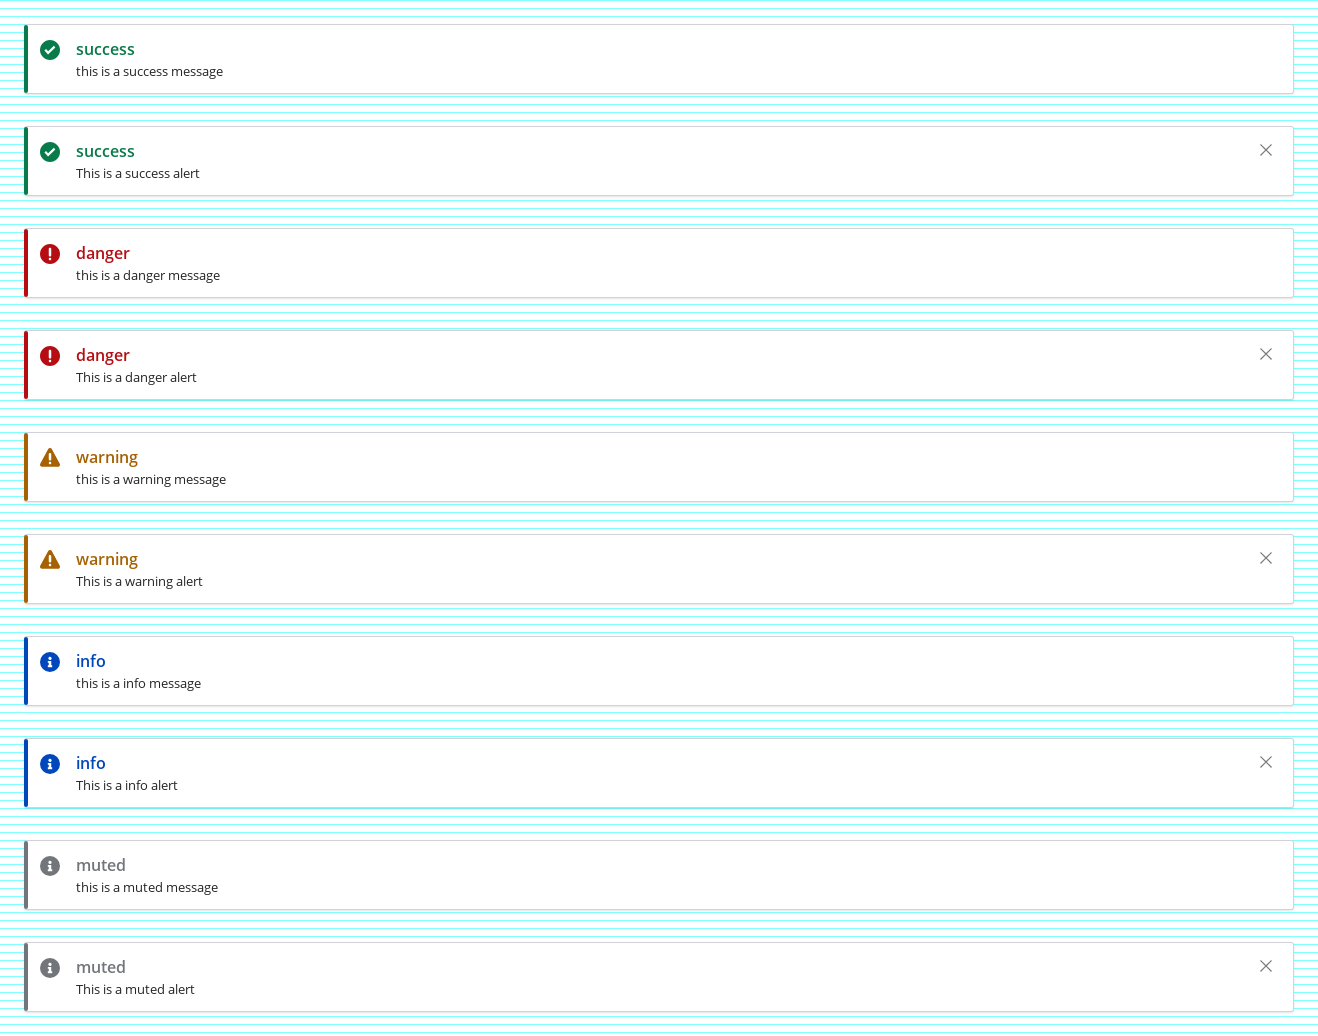 success
this is a success message
success
This is a success alert
danger
this is a danger message
danger
This is a danger alert
warning
this is a warning message
warning
This is a warning alert
info
this is a info message
info
This is a info alert
muted
this is a muted message
muted
This is a muted alert